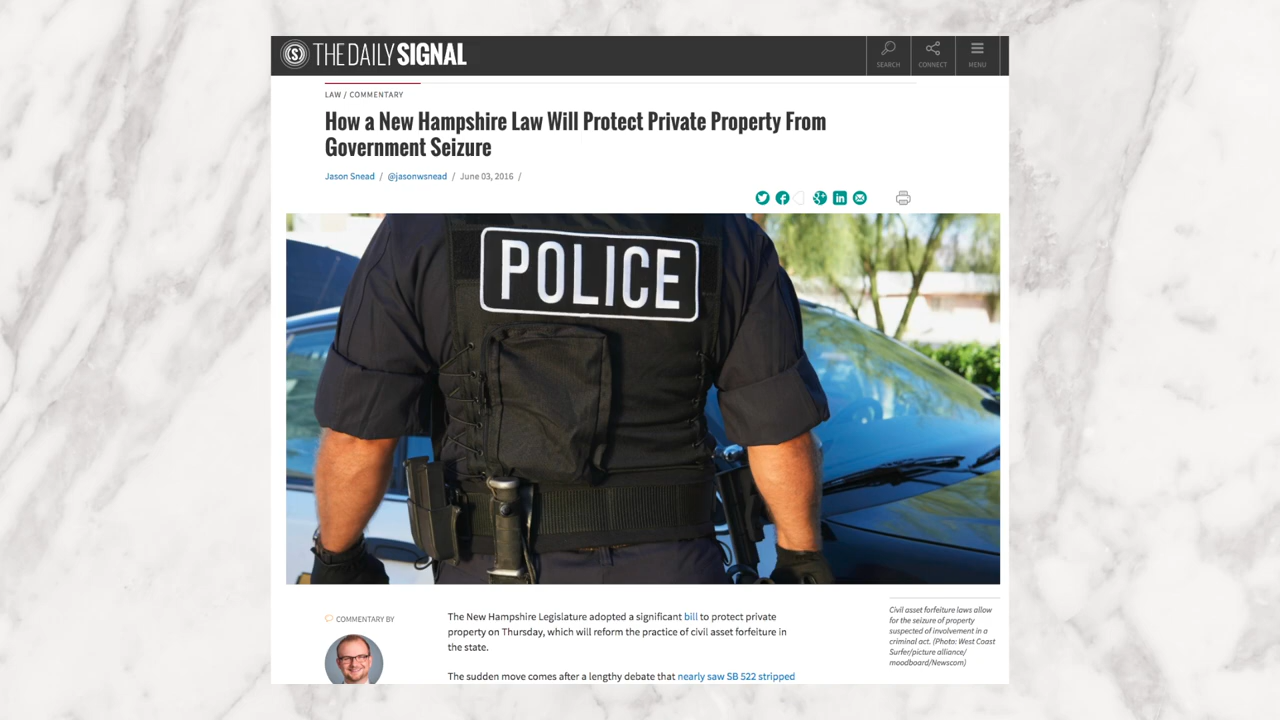 THE DAILY SIGNAL
SEARCH
CONNECT
MENU
LAW / COMMENTARY
How a New Hampshire Law Will Protect Private Property From
Government Seizure
Jason Snead / @jasonwsnead / June 03, 2016 /
POLICE
COMMENTARY BY
The New Hampshire Legislature adopted a significant bill to protect private
property on Thursday, which will reform the practice of civil asset forfeiture in
the state.
The sudden move comes after a lengthy debate that nearly saw SB 522 stripped
Civil asset forfeiture laws allow
for the seizure of property
suspected of involvement in a
criminal act. (Photo: West Coast
Surfer/picture alliance/
moodboard/Newscom)